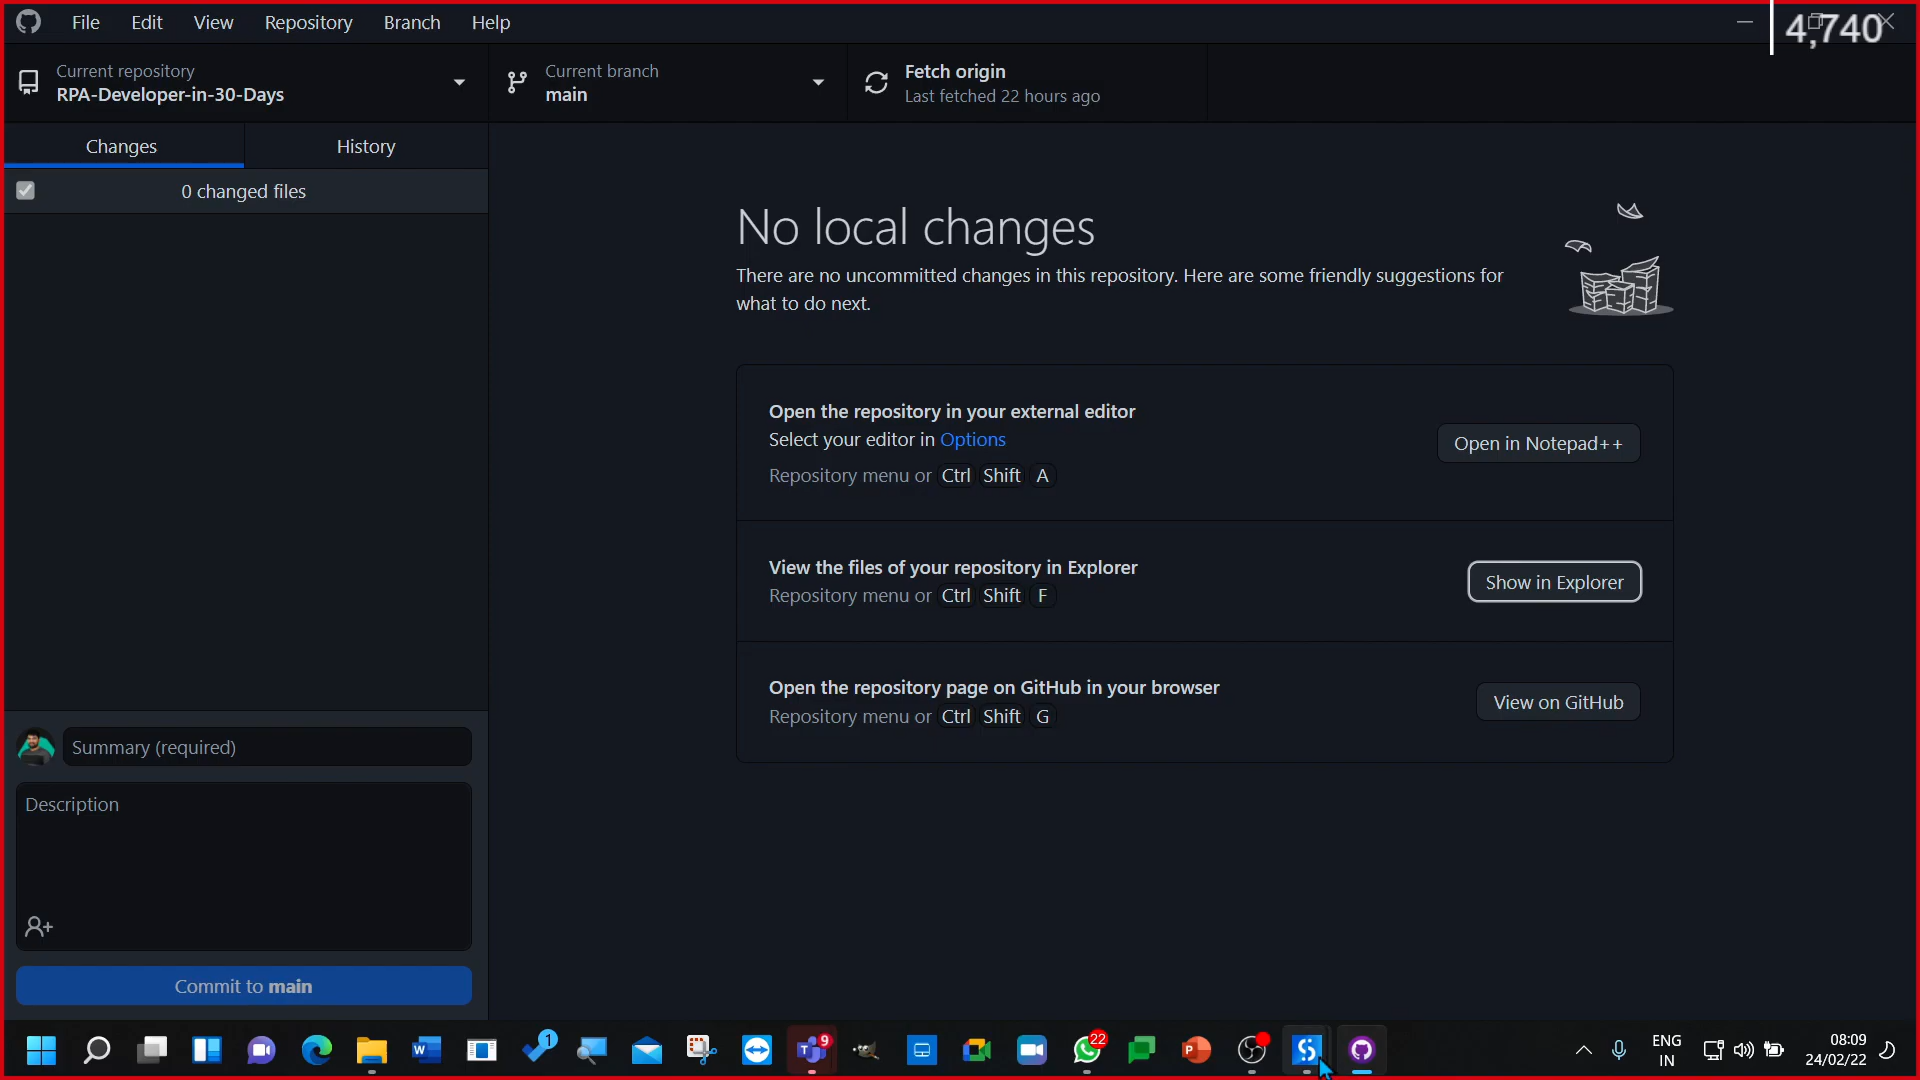 File Edit View Repository Branch Help
4,740
Current repository
RPA-Developer-in-30-Days
Current branch
main
Fetch origin
Last fetched 22 hours ago
Changes History
0 changed files
No local changes
There are no uncommitted changes in this repository. Here are some friendly suggestions for
what to do next.
Open the repository in your external editor
Select your editor in Options
Repository menu or Ctrl Shift A
Open in Notepad++
View the files of your repository in Explorer
Repository menu or Ctrl Shift F
Show in Explorer
Open the repository page on GitHub in your browser
Repository menu or Ctrl Shift G
View on GitHub
Summary (required)
Description
Commit to main
1
9
22
ENG
IN
08:09
24/02/22